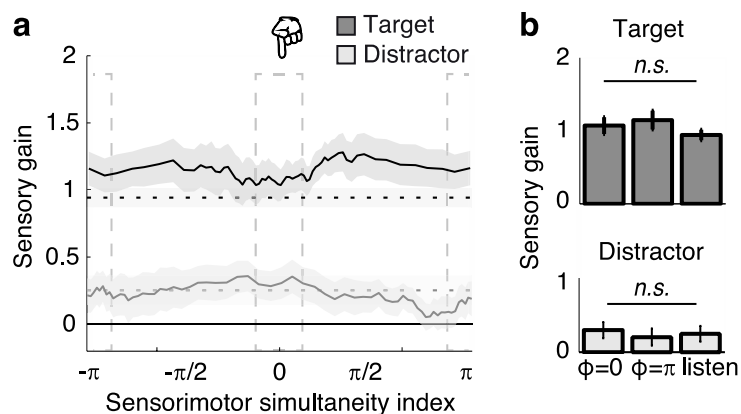 a
Target
Distractor
2
1.5
1
0.5
0
Sensory gain
-π
-π/2
0
π/2
π
Sensorimotor simultaneity index
b
Target
n.s.
2
1
0
Sensory gain
Distractor
n.s.
1
0
ϕ=0 ϕ=π listen